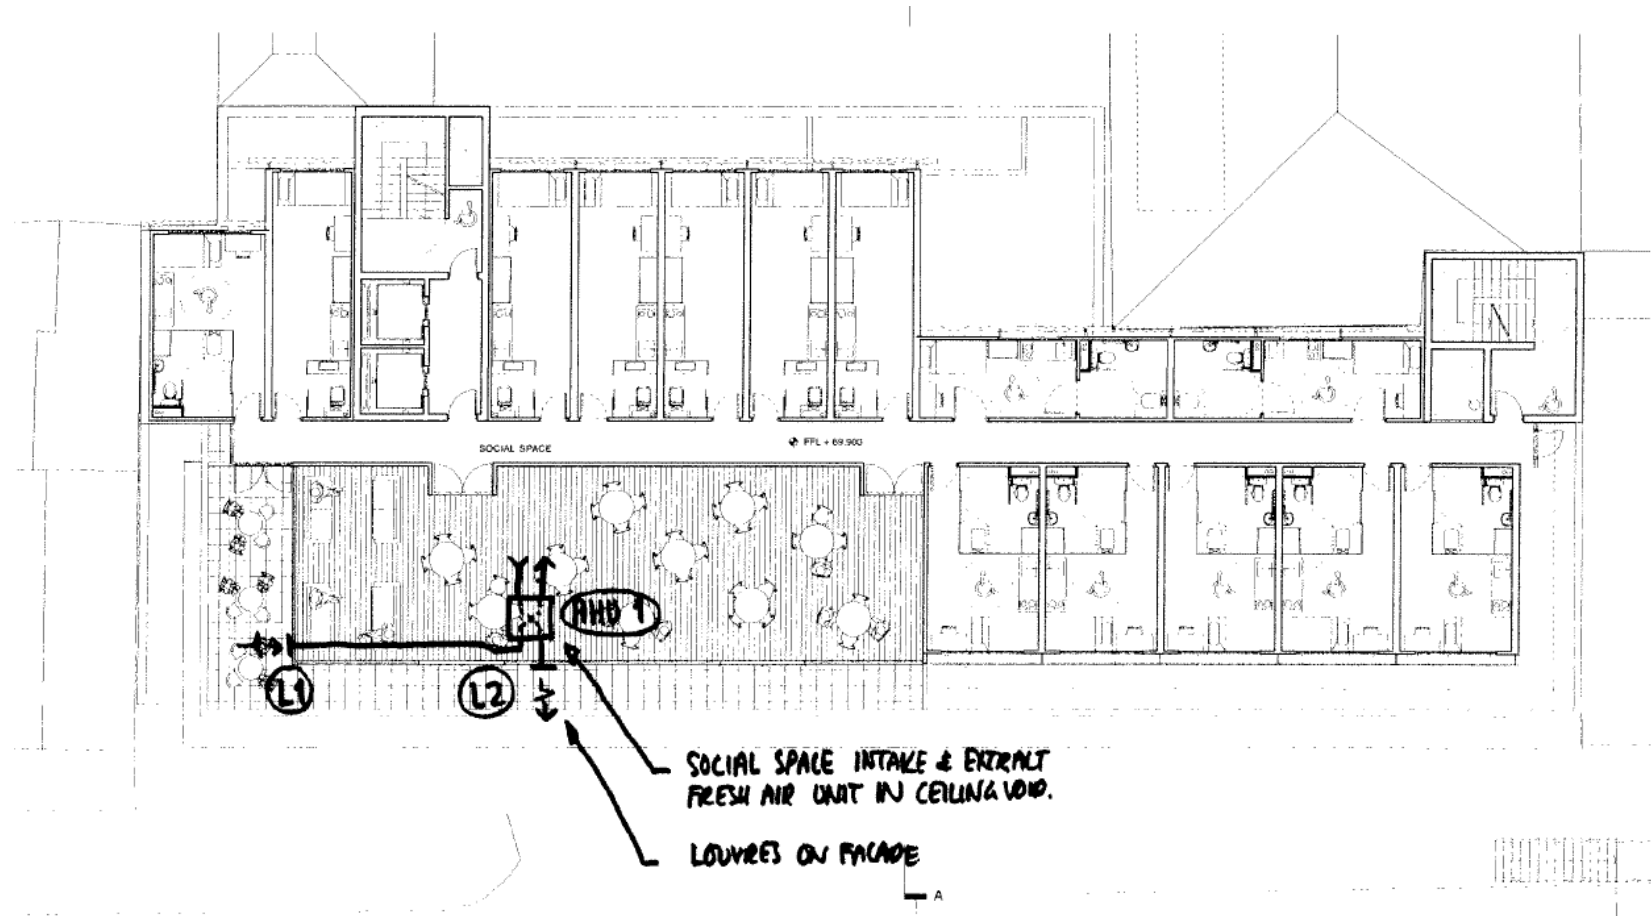 SOCIAL SPACE
FFL + 69.900
AHU 1
L1
L2
SOCIAL SPACE INTAKE & EXTRACT
FRESH AIR UNIT IN CEILING VOID.
LOUVRES ON FACADE
A